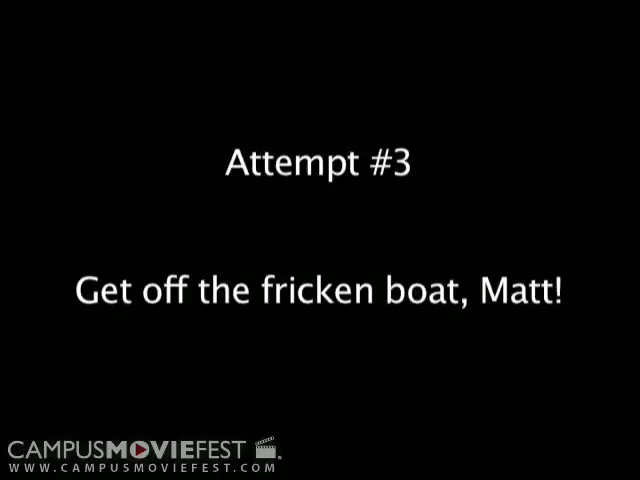 Attempt #3
Get off the fricken boat, Matt!
CAMPUSMOVIEFEST
WWW.CAMPUSMOVIEFEST.COM